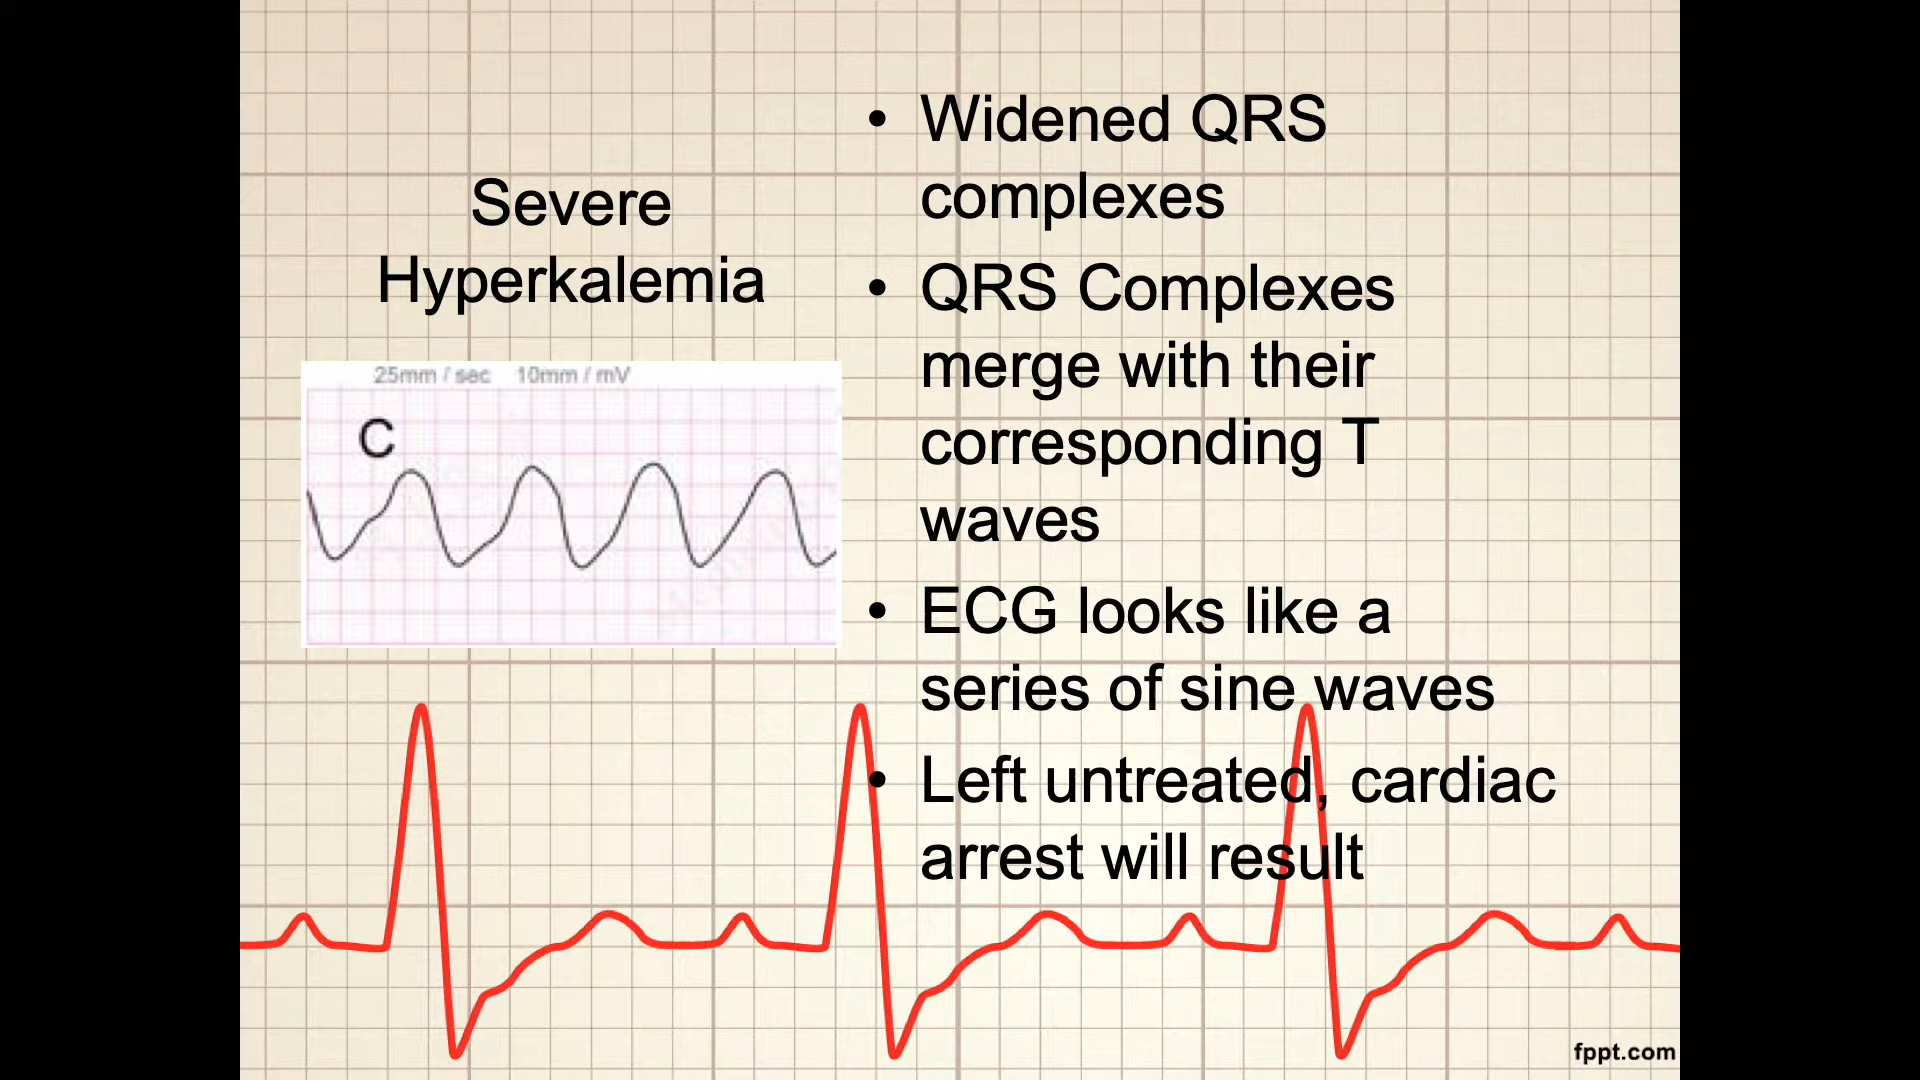 Severe
Hyperkalemia
25mm / sec 10mm / mV
C
• Widened QRS
complexes
• QRS Complexes
merge with their
corresponding T
waves
• ECG looks like a
series of sine waves
• Left untreated, cardiac
arrest will result
fppt.com